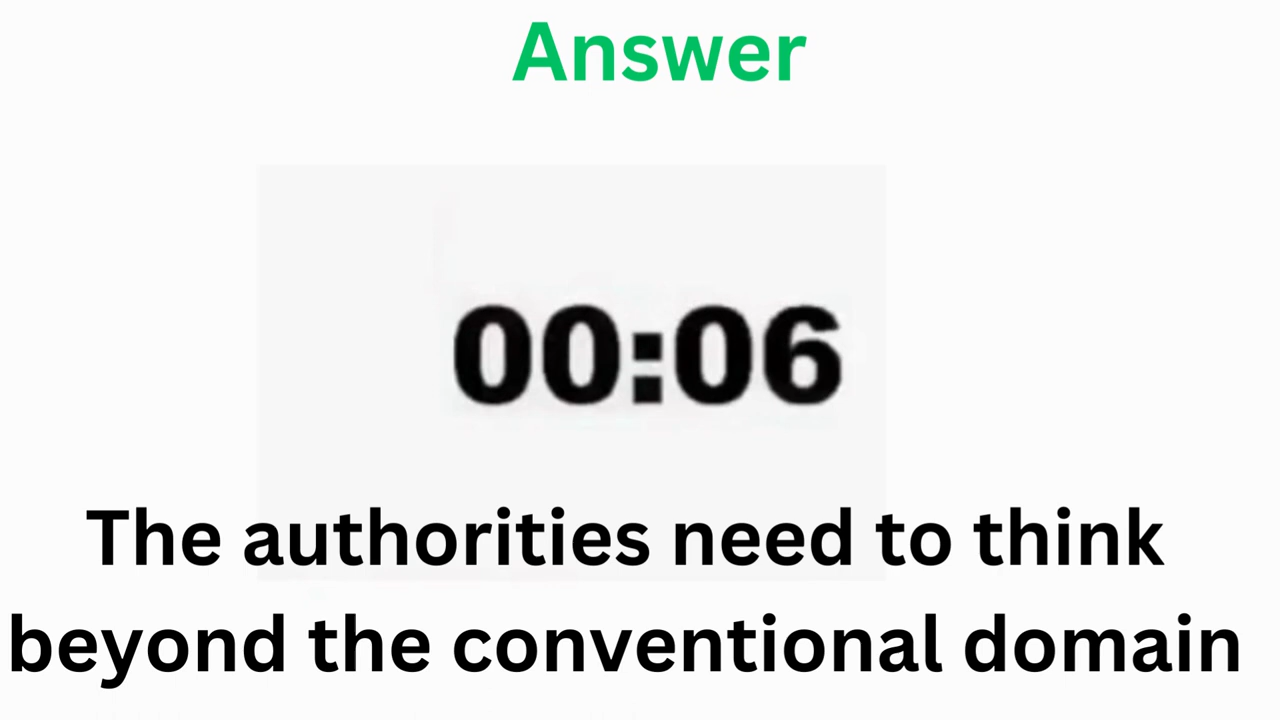 Answer
00:06
The authorities need to think
beyond the conventional domain